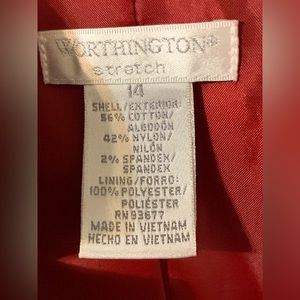 WORTHINGTON®
stretch
14
SHELL/EXTERIOR:
56% COTTON/
ALGODÓN
42% NYLON/
NILÓN
2% SPANDEX/
SPANDEX
LINING/FORRO:
100% POLYESTER/
POLIÉSTER
RN 93677
MADE IN VIETNAM
HECHO EN VIETNAM